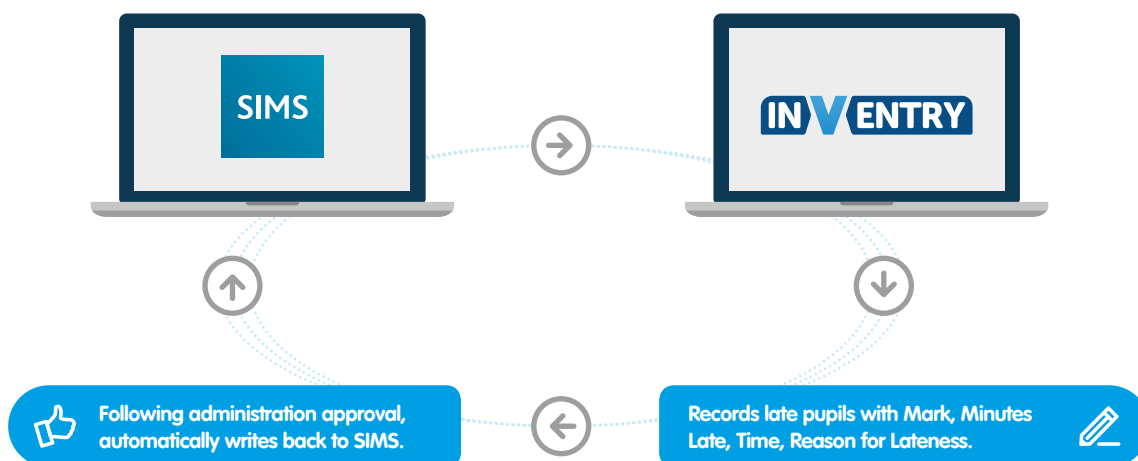 SIMS
INVENTRY
Following administration approval,
automatically writes back to SIMS.
Records late pupils with Mark, Minutes
Late, Time, Reason for Lateness.